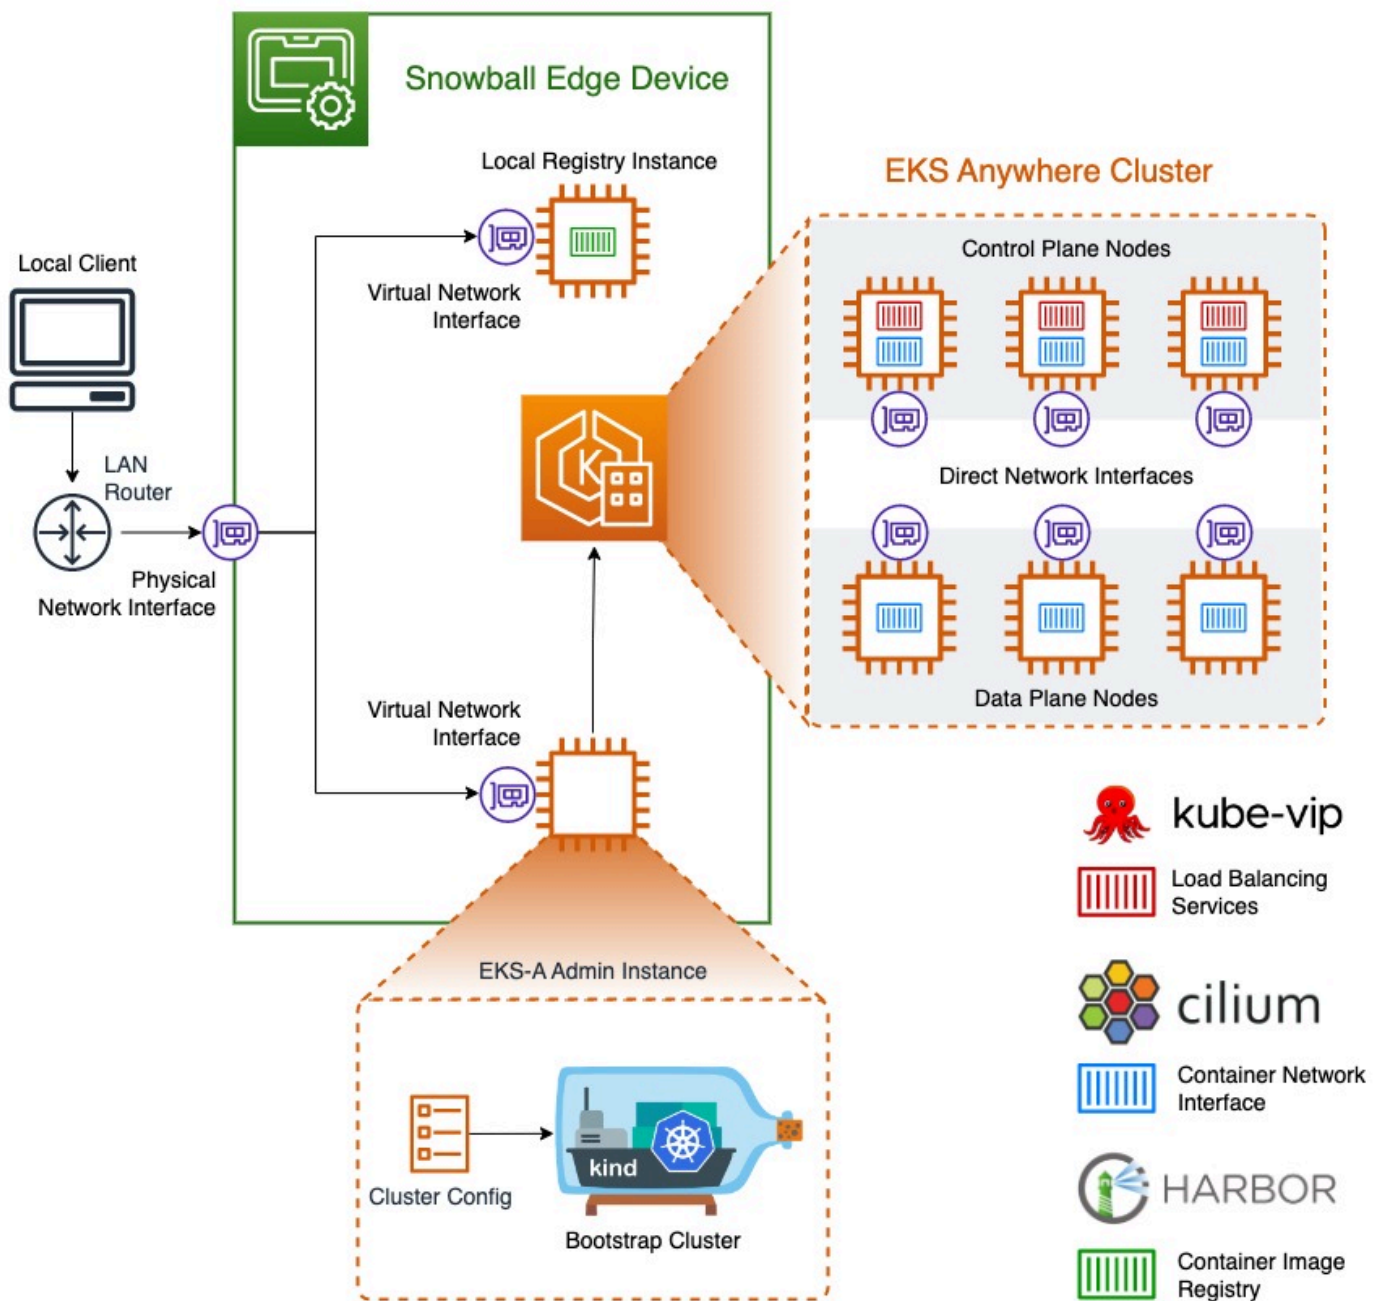 Snowball Edge Device
Local Registry Instance
EKS Anywhere Cluster
Control Plane Nodes
Local Client
Virtual Network
Interface
LAN
Router
K
Direct Network Interfaces
Physical
Network Interface
Data Plane Nodes
Virtual Network
Interface
kube-vip
Load Balancing
Services
EKS-A Admin Instance
cilium
Container Network
Interface
kind
Cluster Config
Bootstrap Cluster
HARBOR
Container Image
Registry